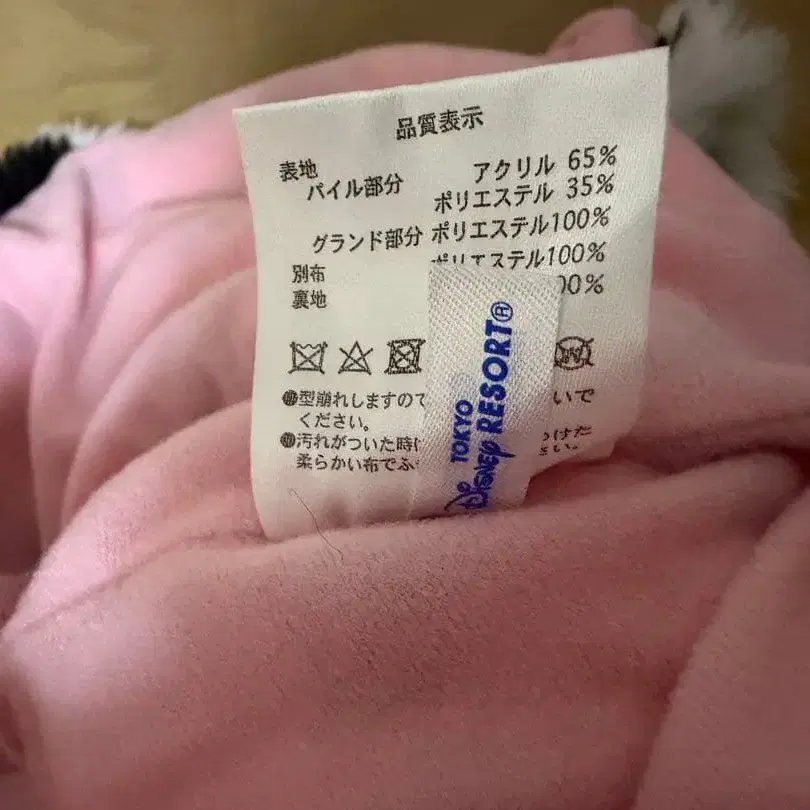 品質表示
表地
パイル部分 アクリル 65%
ポリエステル 35%
グランド部分 ポリエステル100%
別布 ポリエステル100%
裏地 00%
型崩れしますので いで
ください。
汚れがついた時
柔らかい布でふ
TOKYO
Disney RESORT®